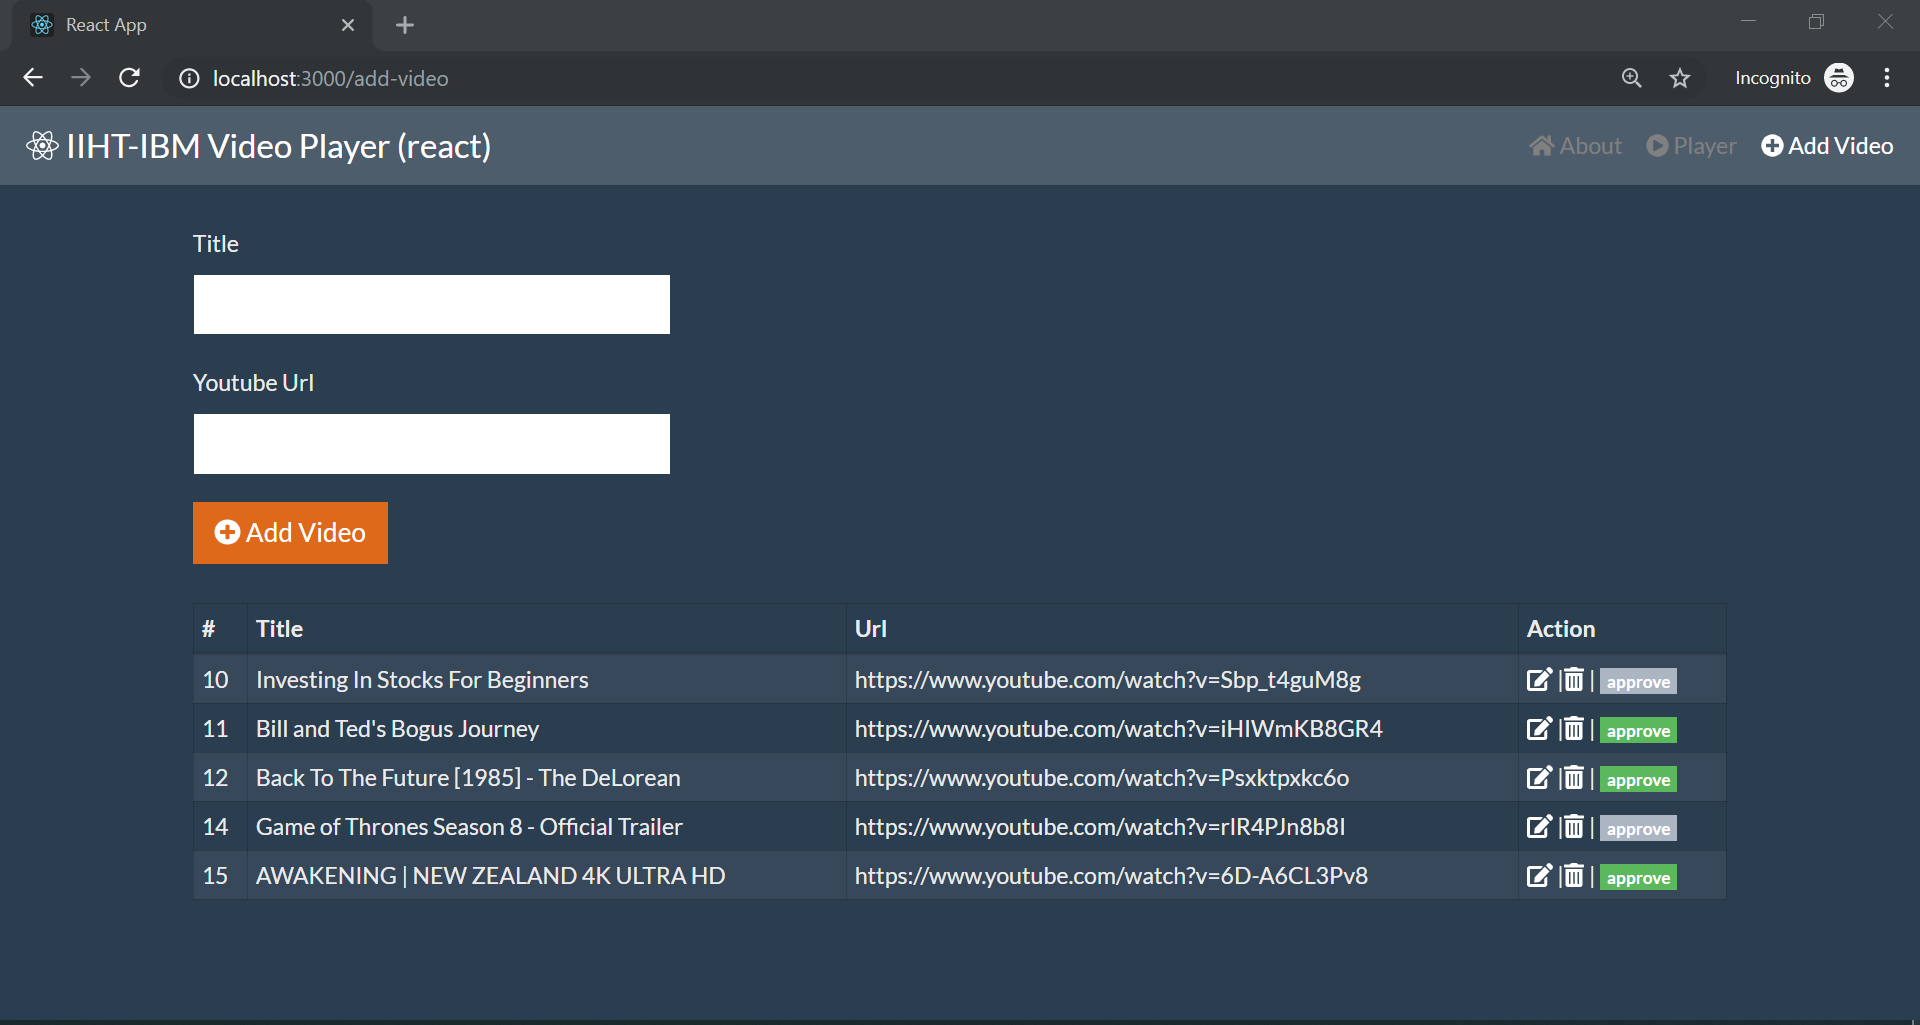 React App
localhost:3000/add-video
Incognito
IIHT-IBM Video Player (react)
About Player Add Video
Title
Youtube Url
Add Video
# Title Url Action
10 Investing In Stocks For Beginners https://www.youtube.com/watch?v=Sbp_t4guM8g | | approve
11 Bill and Ted's Bogus Journey https://www.youtube.com/watch?v=iHIWmKB8GR4 | | approve
12 Back To The Future [1985] - The DeLorean https://www.youtube.com/watch?v=Psxktpxkc6o | | approve
14 Game of Thrones Season 8 - Official Trailer https://www.youtube.com/watch?v=rlR4PJn8b8I | | approve
15 AWAKENING | NEW ZEALAND 4K ULTRA HD https://www.youtube.com/watch?v=6D-A6CL3Pv8 | | approve